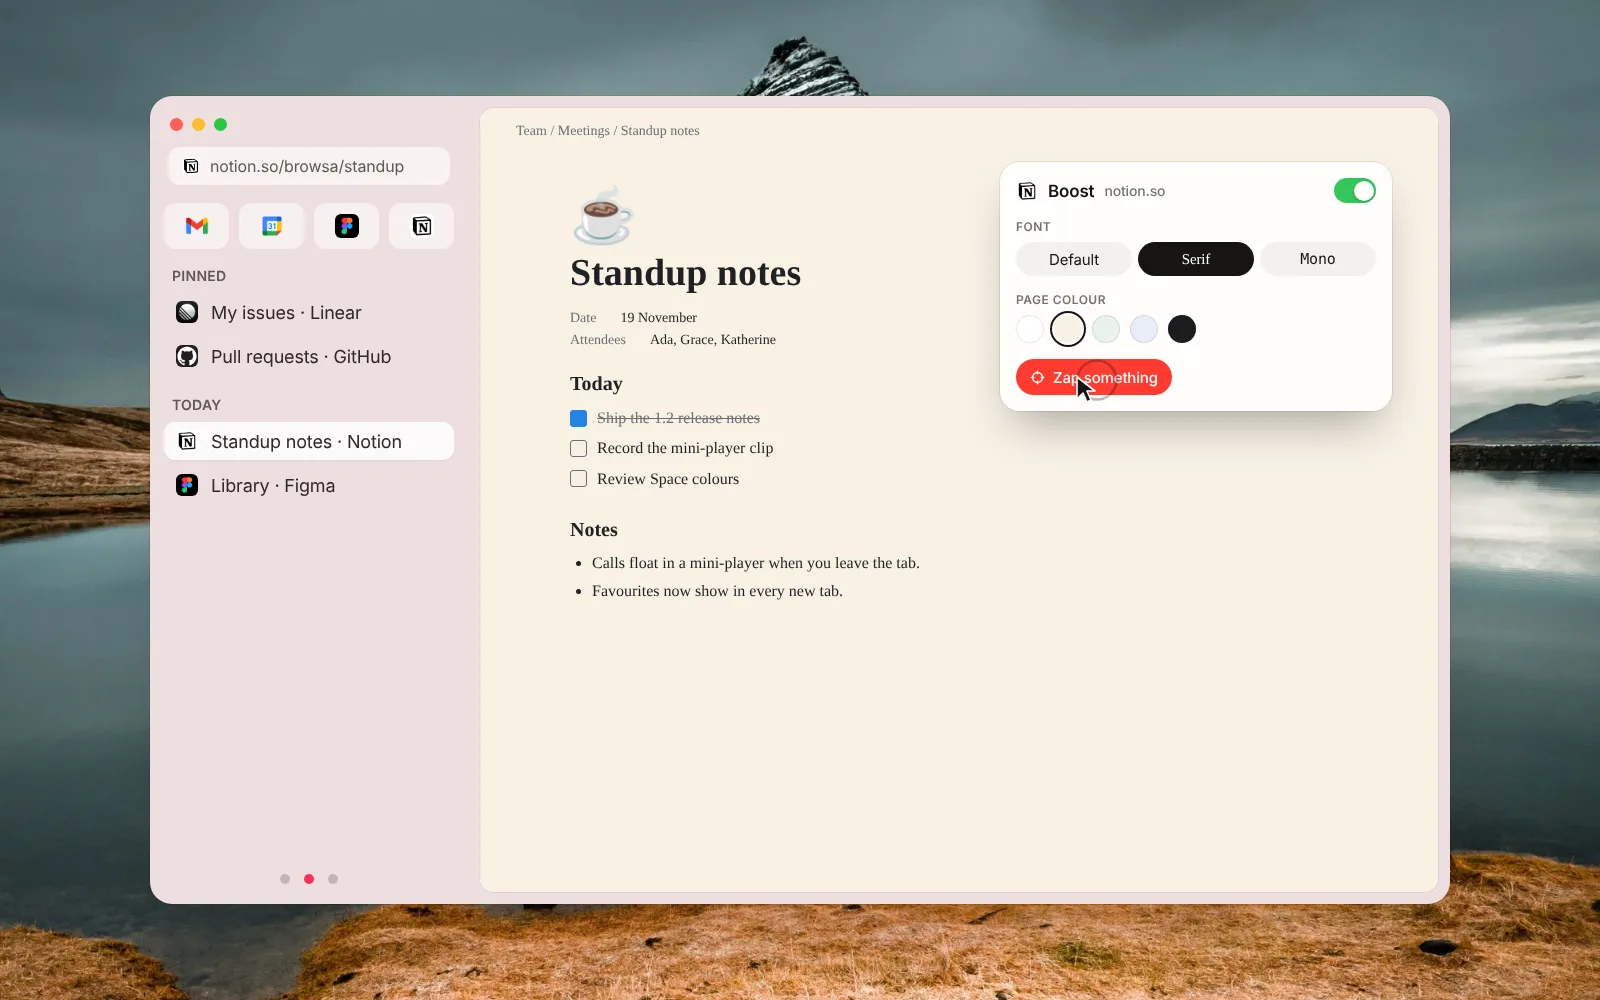 notion.so/browsa/standup
31
PINNED
My issues · Linear
Pull requests · GitHub
TODAY
Standup notes · Notion
Library · Figma
Team / Meetings / Standup notes
Standup notes
Date 19 November
Attendees Ada, Grace, Katherine
Today
Ship the 1.2 release notes
Record the mini-player clip
Review Space colours
Notes
• Calls float in a mini-player when you leave the tab.
• Favourites now show in every new tab.
Boost notion.so
FONT
Default Serif Mono
PAGE COLOUR
Zap something